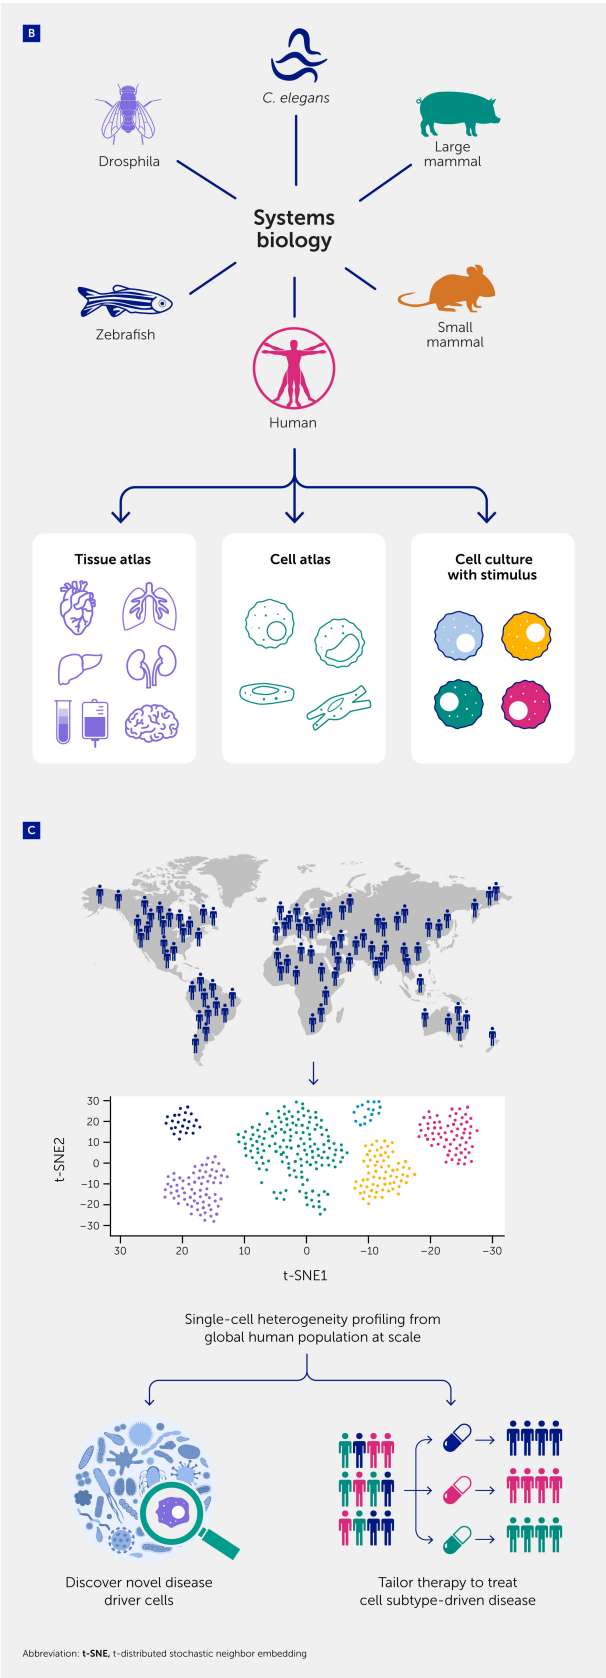 B
C. elegans
Drosphila
Large
mammal
Systems
biology
Zebrafish
Small
mammal
Human
Tissue atlas
Cell atlas
Cell culture
with stimulus
C
30
20
10
0
−10
−20
−30
t-SNE2
30
20
10
0
−10
−20
−30
t-SNE1
Single-cell heterogeneity profiling from
global human population at scale
Discover novel disease
driver cells
Tailor therapy to treat
cell subtype-driven disease
Abbreviation: t-SNE, t-distributed stochastic neighbor embedding